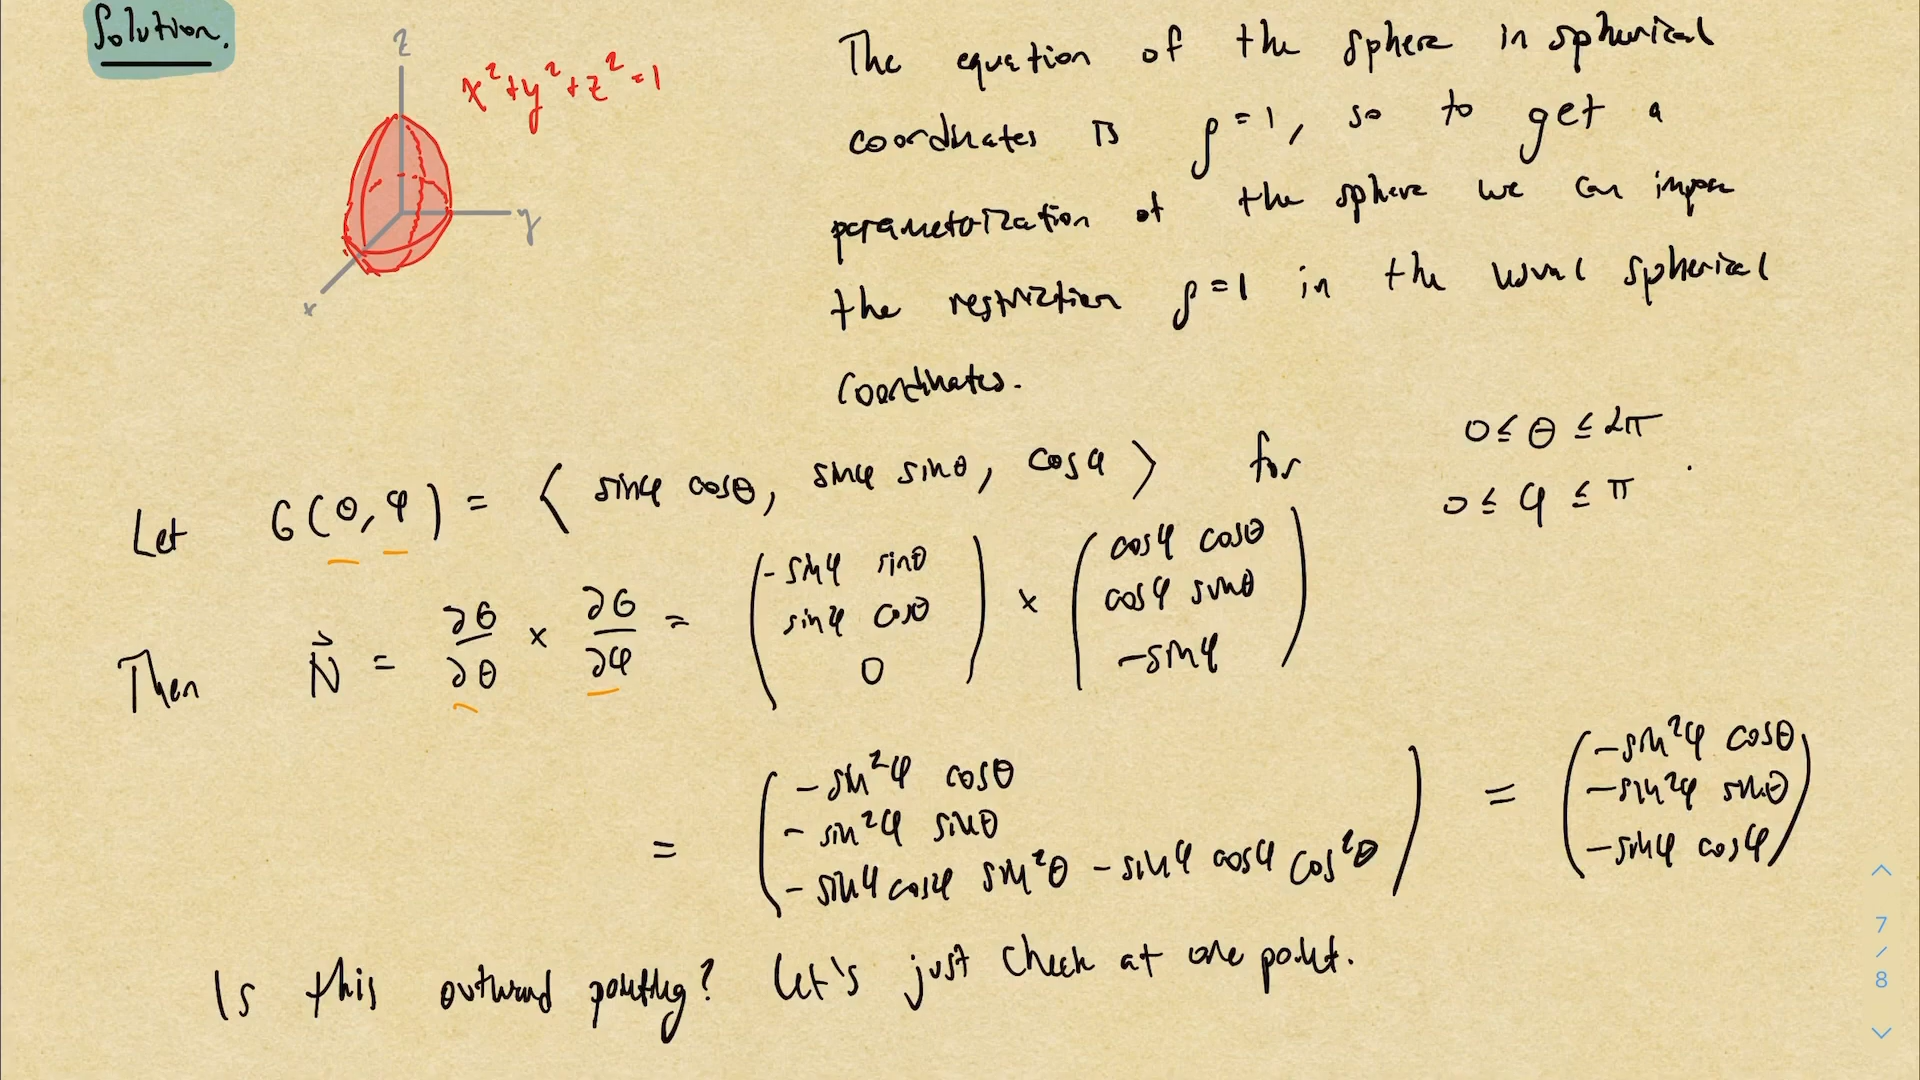 Solution.
z
x²+y²+z²=1
y
x
The equation of the sphere in spherical
coordinates is ρ=1, so to get a
parameterization of the sphere we can impose
the restriction ρ=1 in the usual spherical
coordinates.
Let G(θ,φ) = ⟨ sinφ cosθ, sinφ sinθ, cosφ ⟩ for 0≤ θ ≤2π
0≤ φ ≤ π .
Then N⃗ = ∂G/∂θ × ∂G/∂φ = (-sinφ sinθ, sinφ cosθ, 0) × (cosφ cosθ, cosφ sinθ, -sinφ)
= (-sin²φ cosθ, -sin²φ sinθ, -sinφ cosφ sin²θ - sinφ cosφ cos²θ) = (-sin²φ cosθ, -sin²φ sinθ, -sinφ cosφ)
Is this outward pointing? Let's just check at one point.
7
/
8